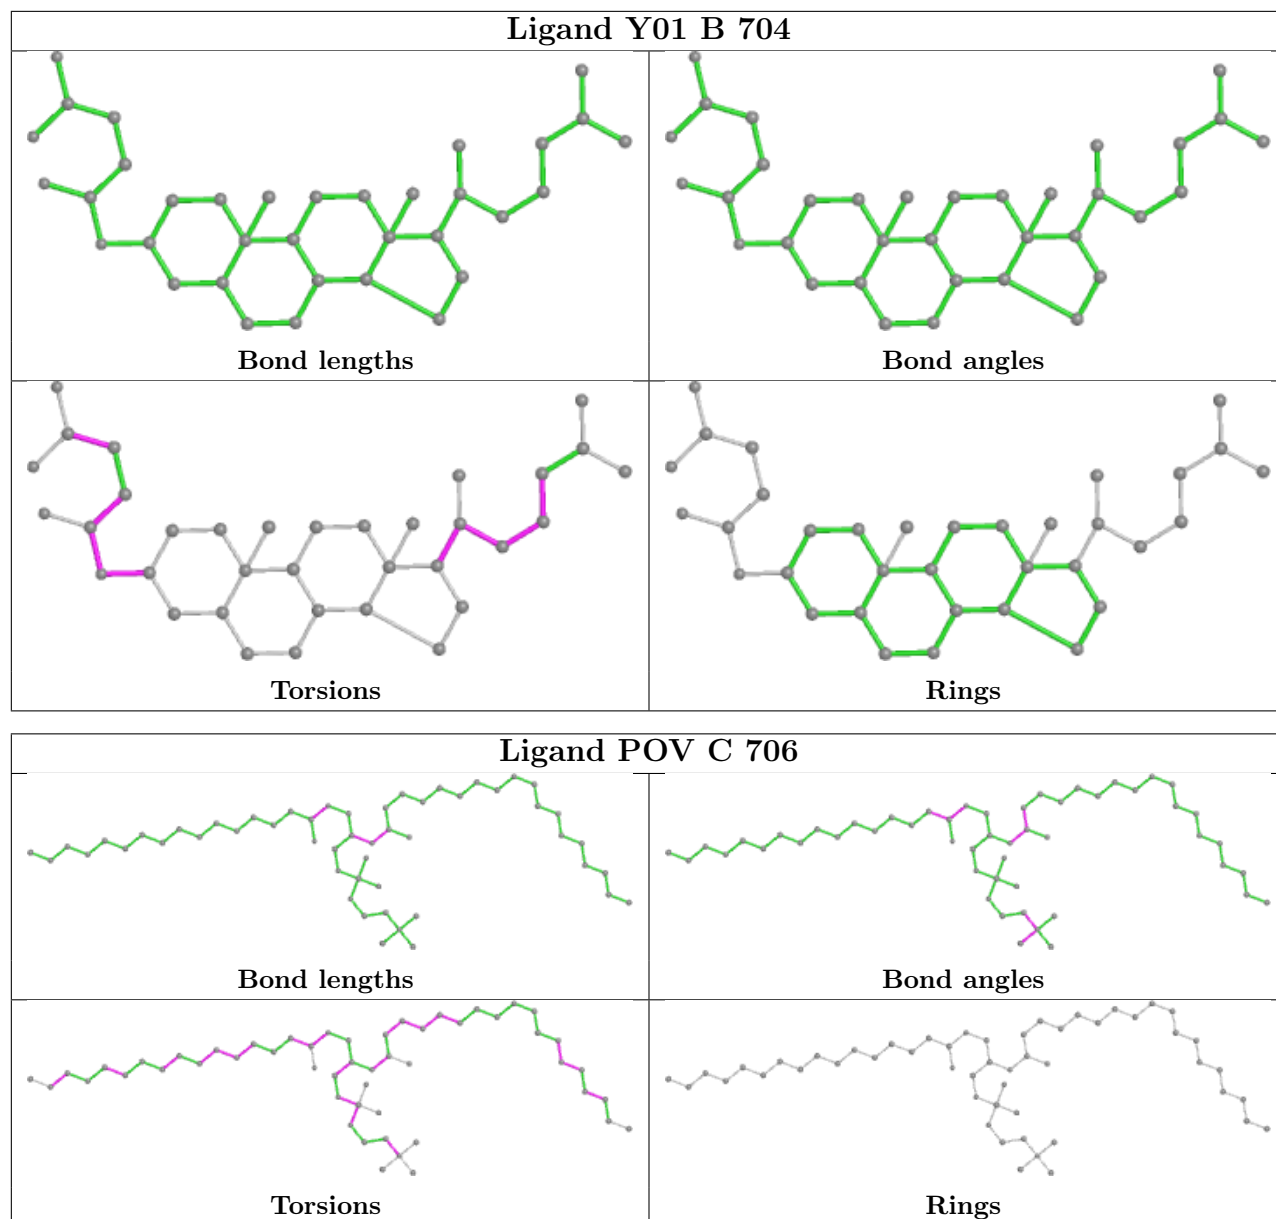 Ligand Y01 B 704
Bond lengths
Bond angles
Torsions
Rings
Ligand POV C 706
Bond lengths
Bond angles
Torsions
Rings